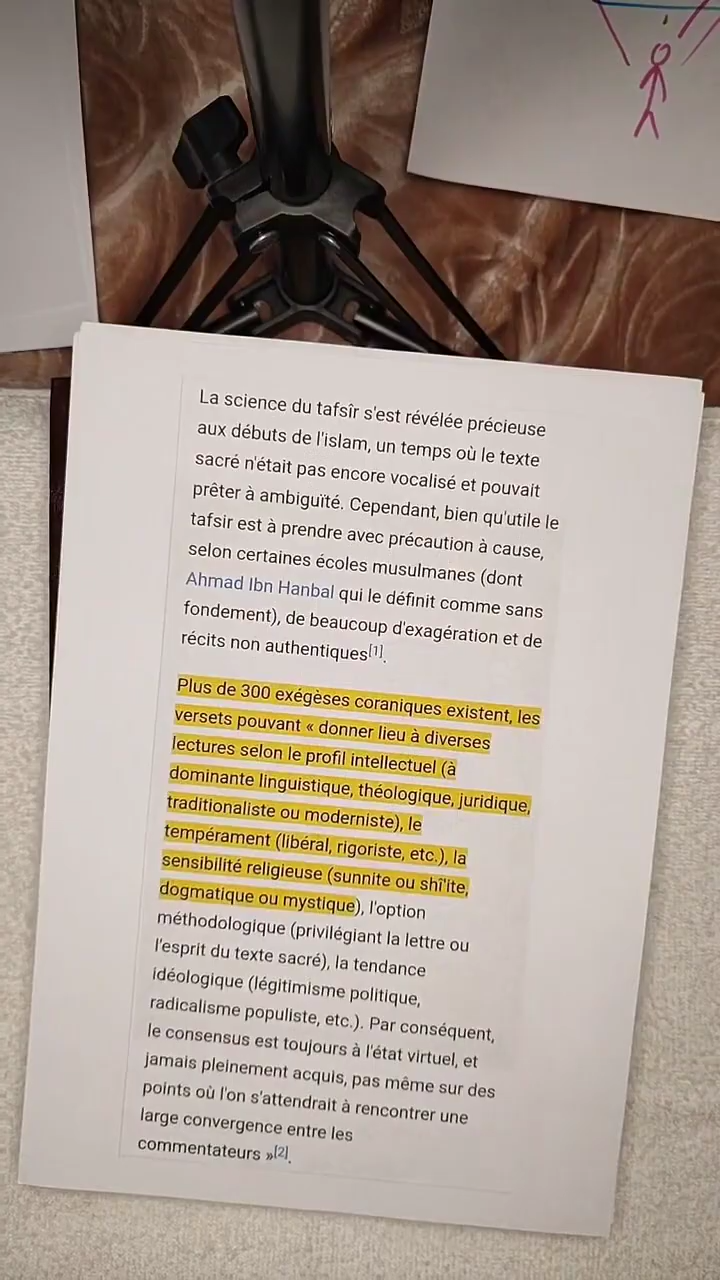 La science du tafsîr s'est révélée précieuse
aux débuts de l'islam, un temps où le texte
sacré n'était pas encore vocalisé et pouvait
prêter à ambiguïté. Cependant, bien qu'utile le
tafsir est à prendre avec précaution à cause,
selon certaines écoles musulmanes (dont
Ahmad Ibn Hanbal qui le définit comme sans
fondement), de beaucoup d'exagération et de
récits non authentiques[1].
Plus de 300 exégèses coraniques existent, les
versets pouvant « donner lieu à diverses
lectures selon le profil intellectuel (à
dominante linguistique, théologique, juridique,
traditionaliste ou moderniste), le
tempérament (libéral, rigoriste, etc.), la
sensibilité religieuse (sunnite ou shî'ite,
dogmatique ou mystique), l'option
méthodologique (privilégiant la lettre ou
l'esprit du texte sacré), la tendance
idéologique (légitimisme politique,
radicalisme populiste, etc.). Par conséquent,
le consensus est toujours à l'état virtuel, et
jamais pleinement acquis, pas même sur des
points où l'on s'attendrait à rencontrer une
large convergence entre les
commentateurs »[2].